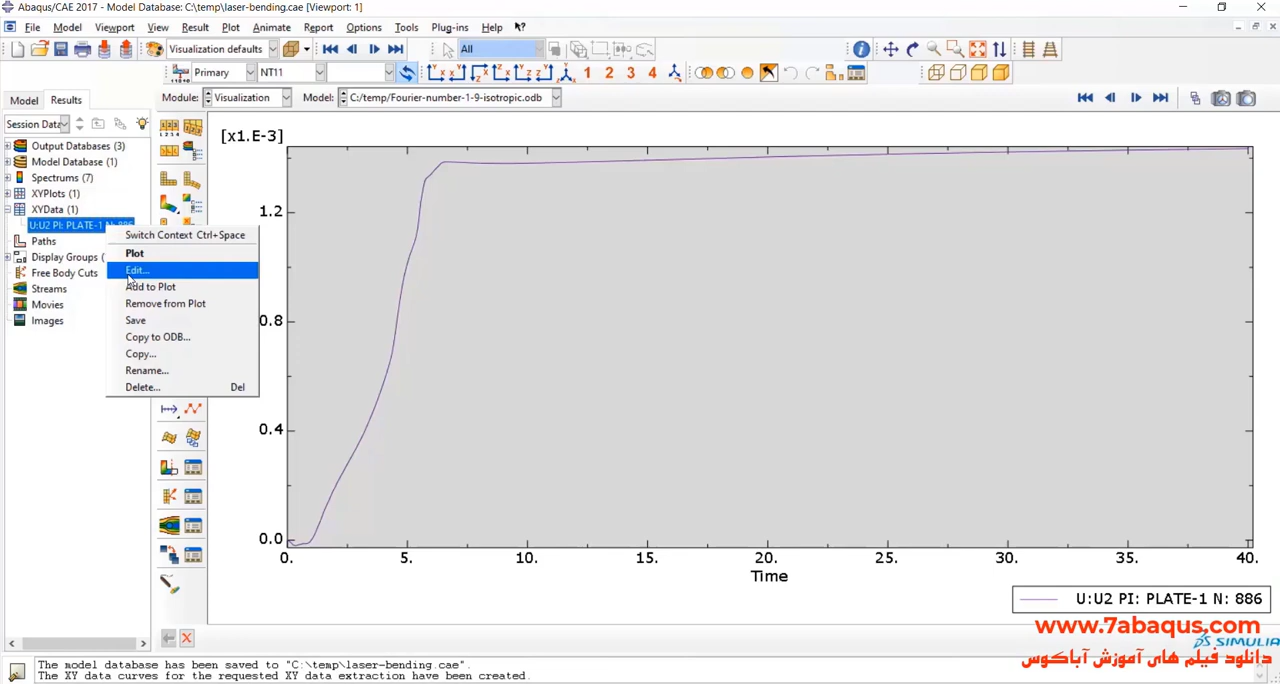 Abaqus/CAE 2017 - Model Database: C:\temp\laser-bending.cae [Viewport: 1]
File Model Viewport View Result Plot Animate Report Options Tools Plug-ins Help
Visualization defaults All
Primary NT11 1 2 3 4
Model Results Module: Visualization Model: C:/temp/Fourier-number-1-9-isotropic.odb
Session Data
Output Databases (3)
Model Database (1)
Spectrums (7)
XYPlots (1)
XYData (1)
U:U2 PI: PLATE-1 N: 886
Paths
Display Groups (
Free Body Cuts
Streams
Movies
Images
Switch Context Ctrl+Space
Plot
Edit...
Add to Plot
Remove from Plot
Save
Copy to ODB...
Copy...
Rename...
Delete... Del
[x1.E-3]
1.2
0.8
0.4
0.0
0. 5. 10. 15. 20. 25. 30. 35. 40.
Time
U:U2 PI: PLATE-1 N: 886
www.7abaqus.com
SIMULIA
دانلود فیلم های آموزش آباکوس
The model database has been saved to "C:\temp\laser-bending.cae".
The XY data curves for the requested XY data extraction have been created.